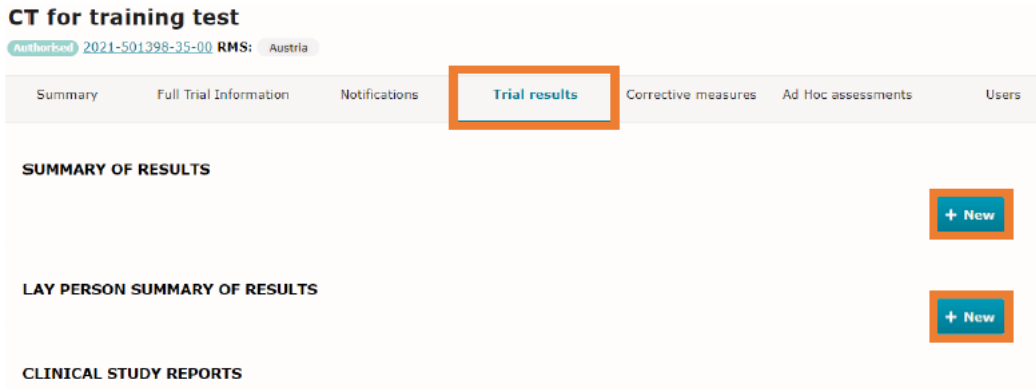 CT for training test
Authorised 2021-501398-35-00 RMS: Austria
Summary Full Trial Information Notifications Trial results Corrective measures Ad Hoc assessments Users
SUMMARY OF RESULTS
+ New
LAY PERSON SUMMARY OF RESULTS
+ New
CLINICAL STUDY REPORTS